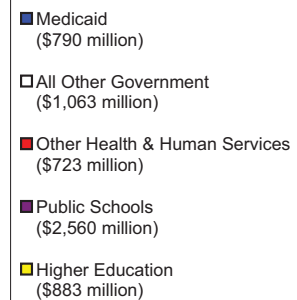 Medicaid
($790 million)
All Other Government
($1,063 million)
Other Health & Human Services
($723 million)
Public Schools
($2,560 million)
Higher Education
($883 million)